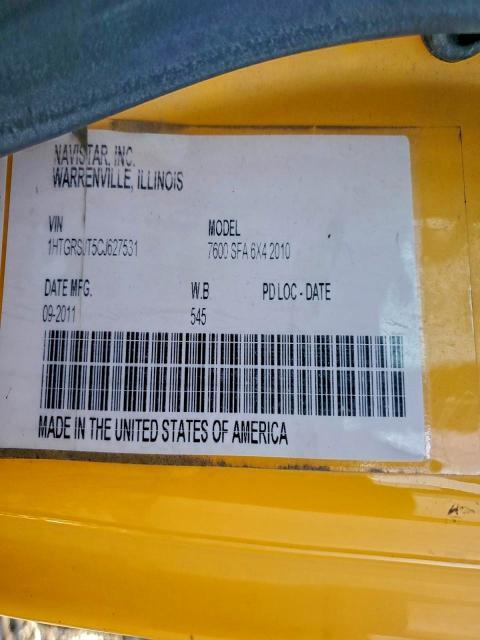 NAVISTAR, INC.
WARRENVILLE, ILLINOIS
VIN MODEL
7600 SFA 6X4 2010
DATE MFG. W.B PD LOC - DATE
09-2011 545
MADE IN THE UNITED STATES OF AMERICA